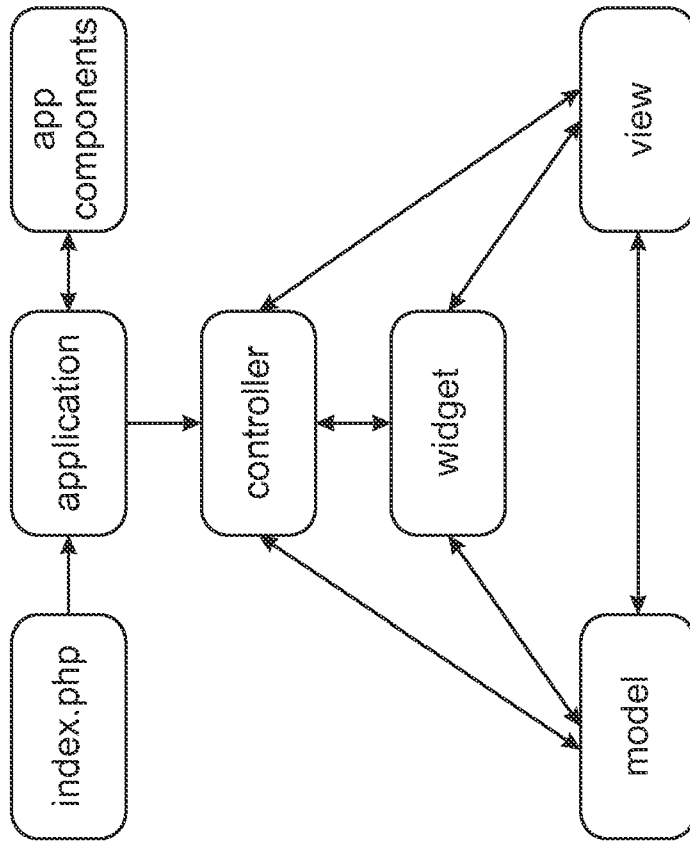 index.php
application
app
components
controller
widget
model
view